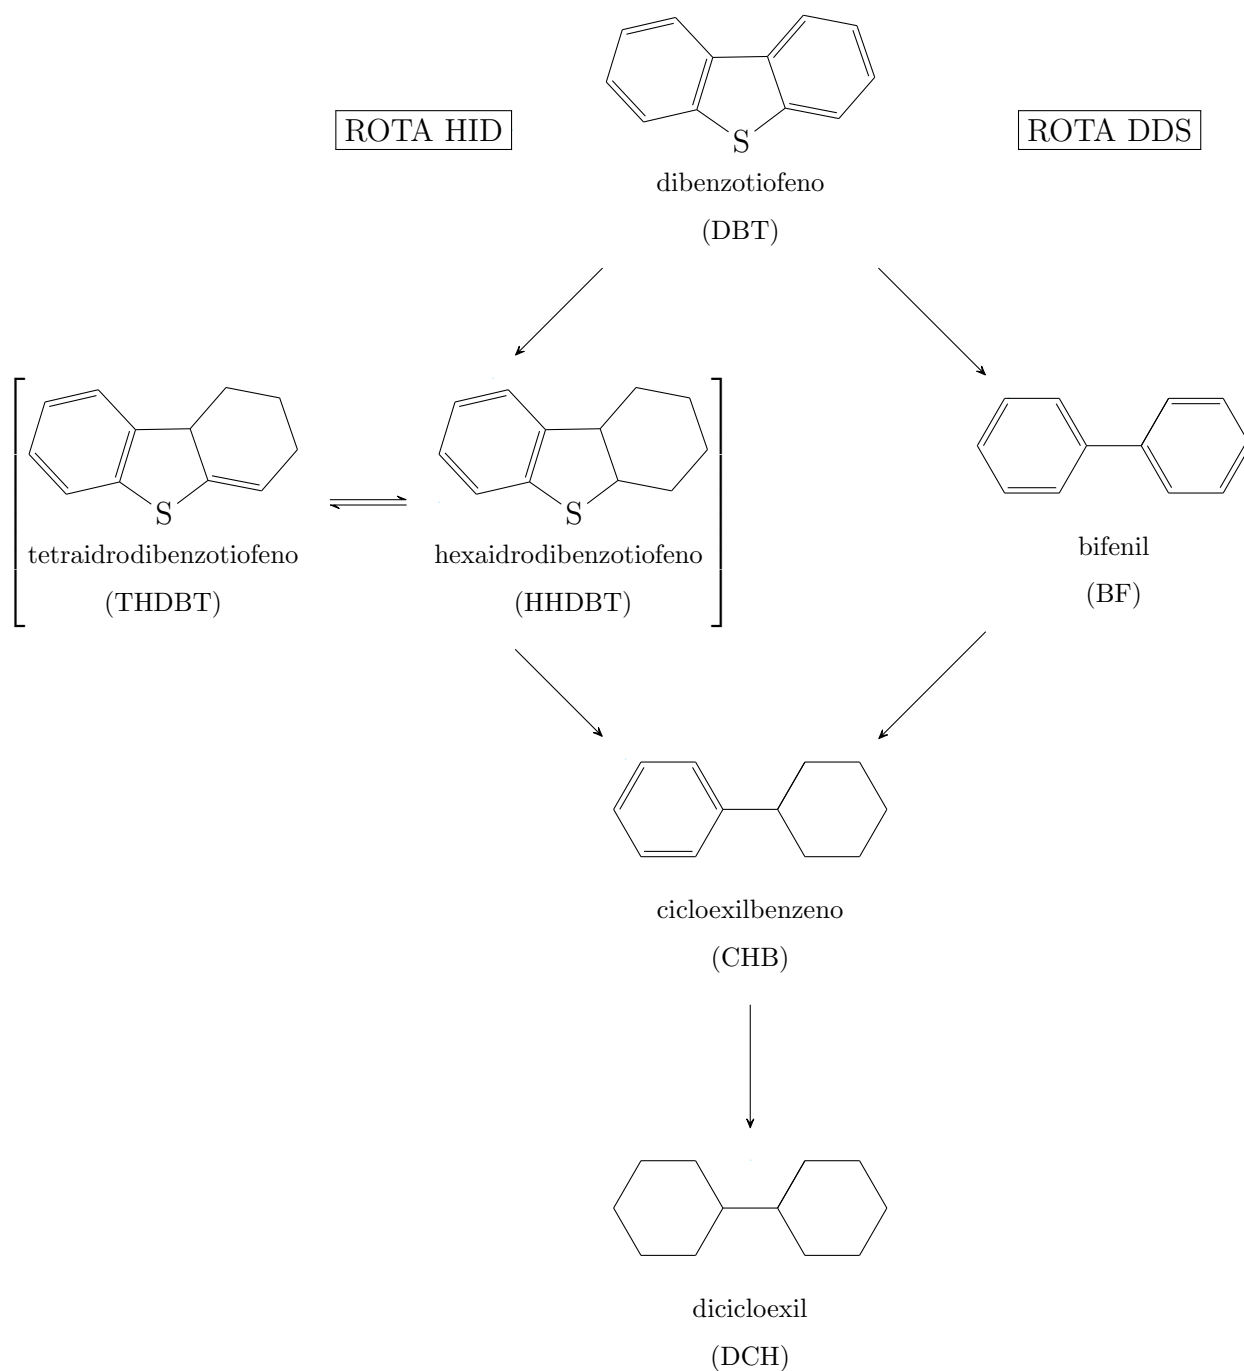 ROTA HID
ROTA DDS
S
dibenzotiofeno
(DBT)
S
tetraidrodibenzotiofeno
(THDBT)
S
hexaidrodibenzotiofeno
(HHDBT)
bifenil
(BF)
cicloexilbenzeno
(CHB)
dicicloexil
(DCH)